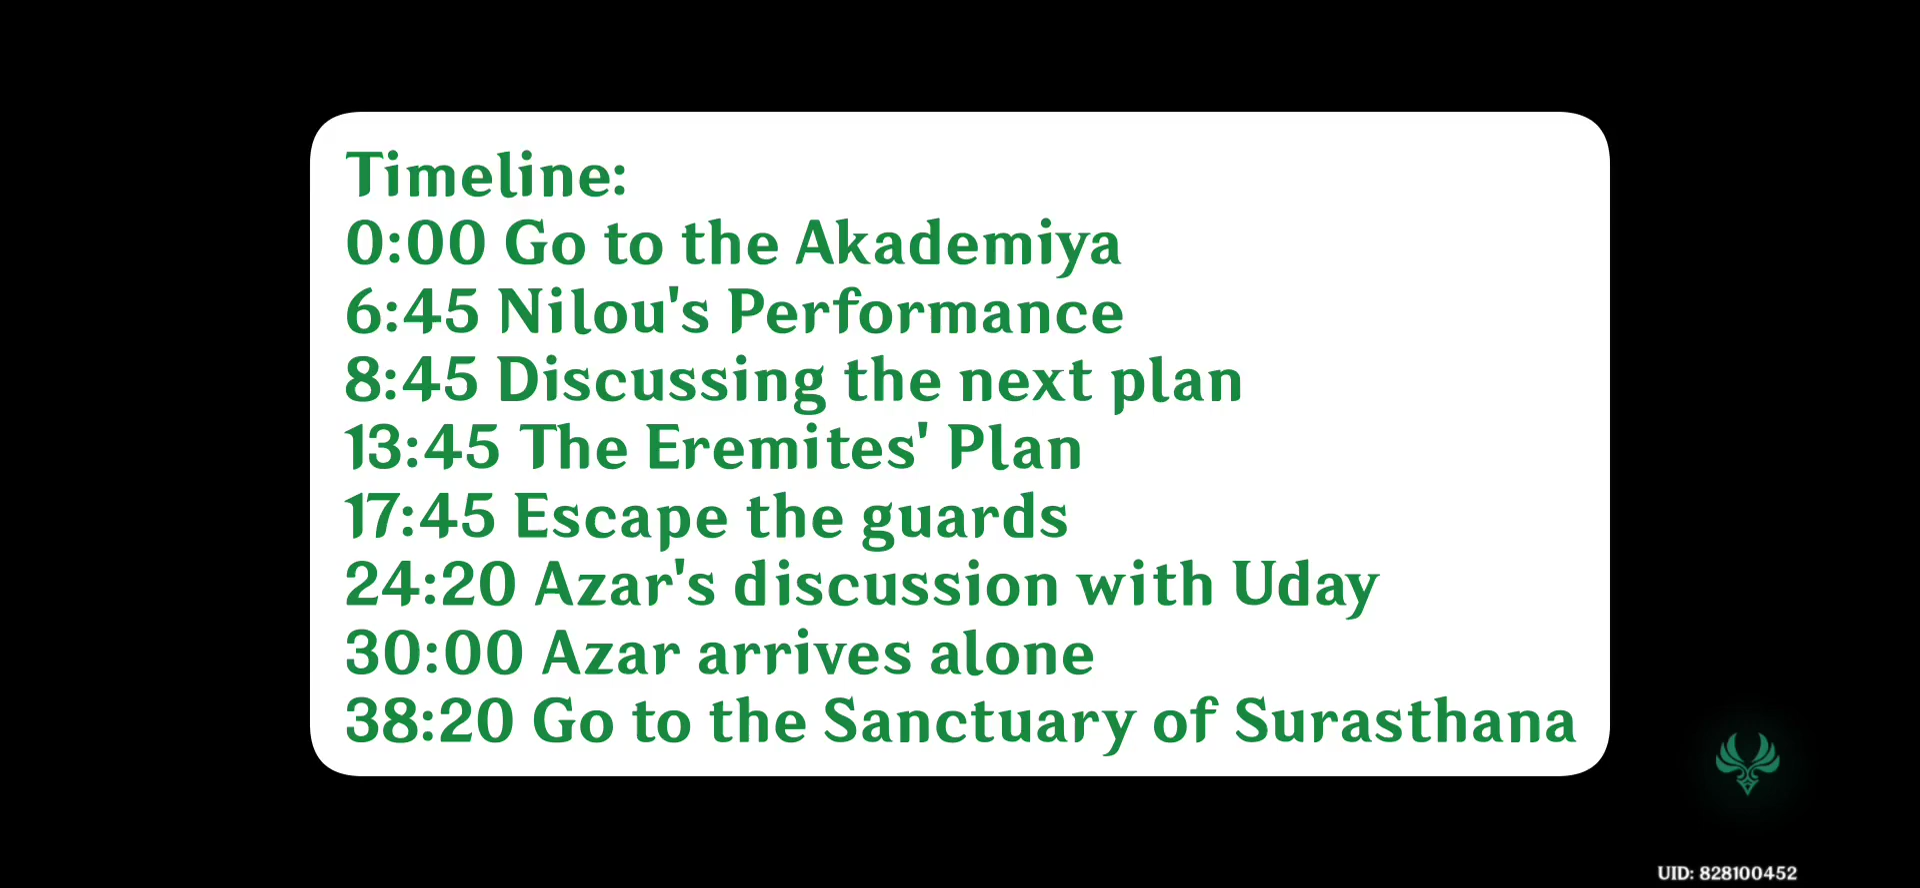 Timeline:
0:00 Go to the Akademiya
6:45 Nilou's Performance
8:45 Discussing the next plan
13:45 The Eremites' Plan
17:45 Escape the guards
24:20 Azar's discussion with Uday
30:00 Azar arrives alone
38:20 Go to the Sanctuary of Surasthana
UID: 828100452